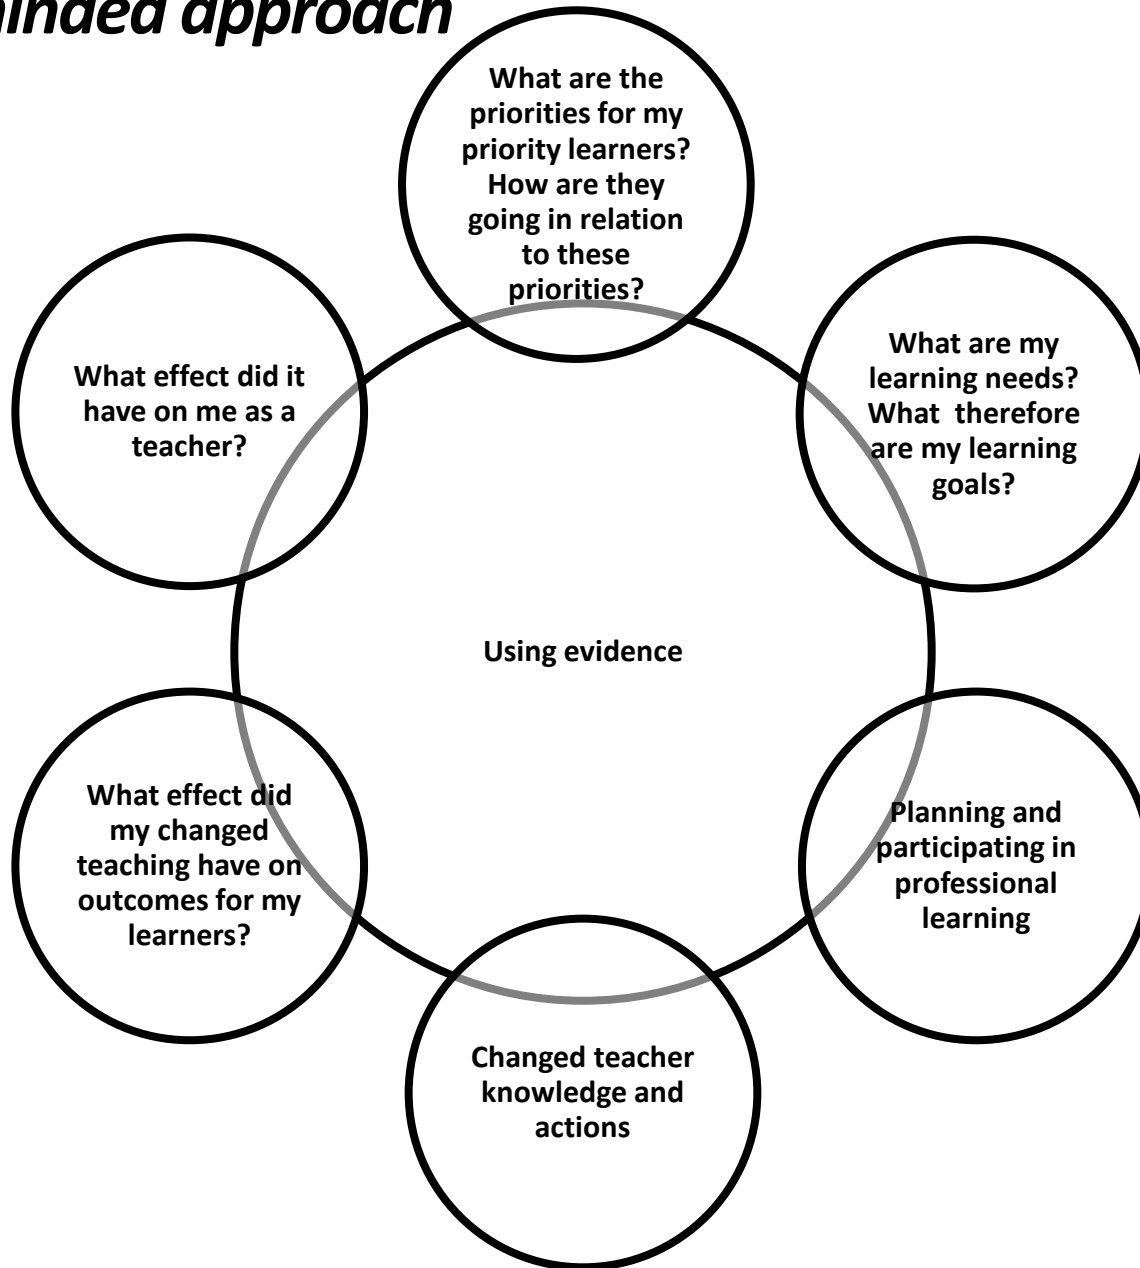 approach
What are the
priorities for my
priority learners?
How are they
going in relation
to these
priorities?
What are my
learning needs?
What therefore
are my learning
goals?
Planning and
participating in
professional
learning
Changed teacher
knowledge and
actions
What effect did
my changed
teaching have on
outcomes for my
learners?
What effect did it
have on me as a
teacher?
Using evidence